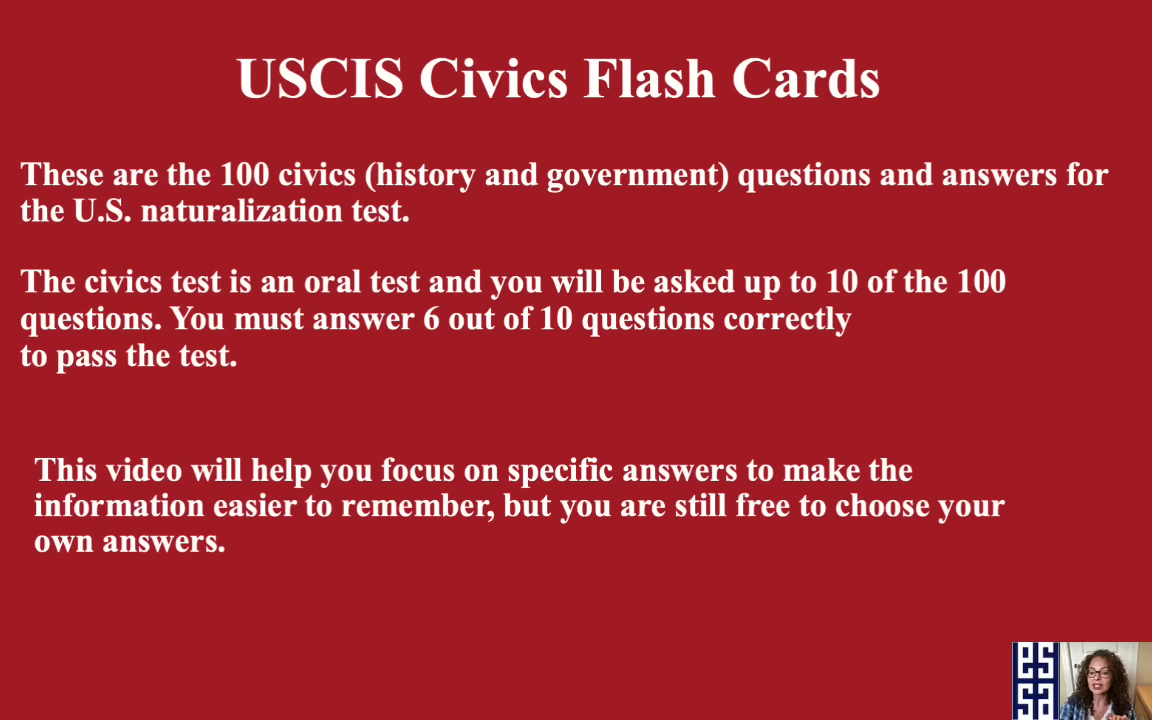 USCIS Civics Flash Cards
These are the 100 civics (history and government) questions and answers for
the U.S. naturalization test.
The civics test is an oral test and you will be asked up to 10 of the 100
questions. You must answer 6 out of 10 questions correctly
to pass the test.
This video will help you focus on specific answers to make the
information easier to remember, but you are still free to choose your
own answers.